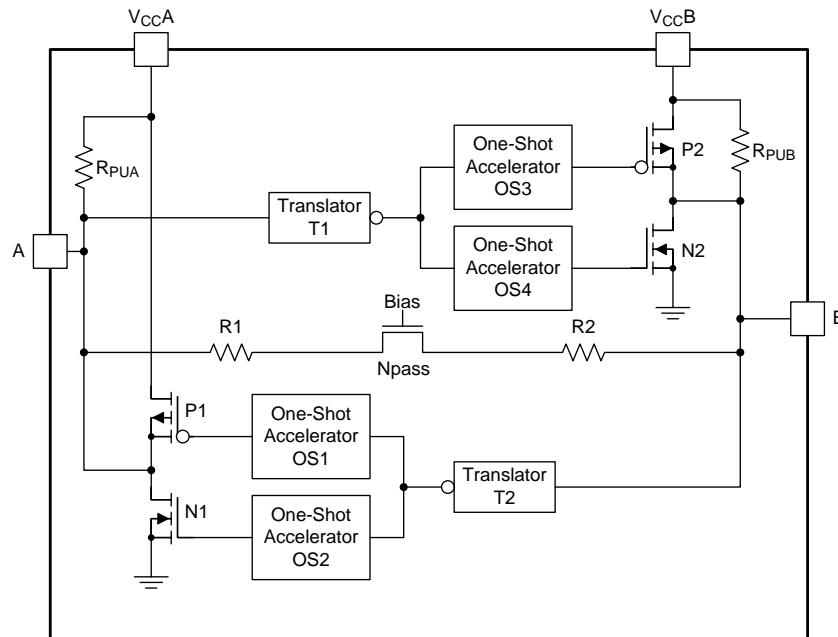 VCCA
VCCB
RPUA
One-Shot
Accelerator
OS3
P2
RPUB
Translator
T1
A
One-Shot
Accelerator
OS4
N2
Bias
B
R1
R2
Npass
P1
One-Shot
Accelerator
OS1
Translator
T2
N1
One-Shot
Accelerator
OS2